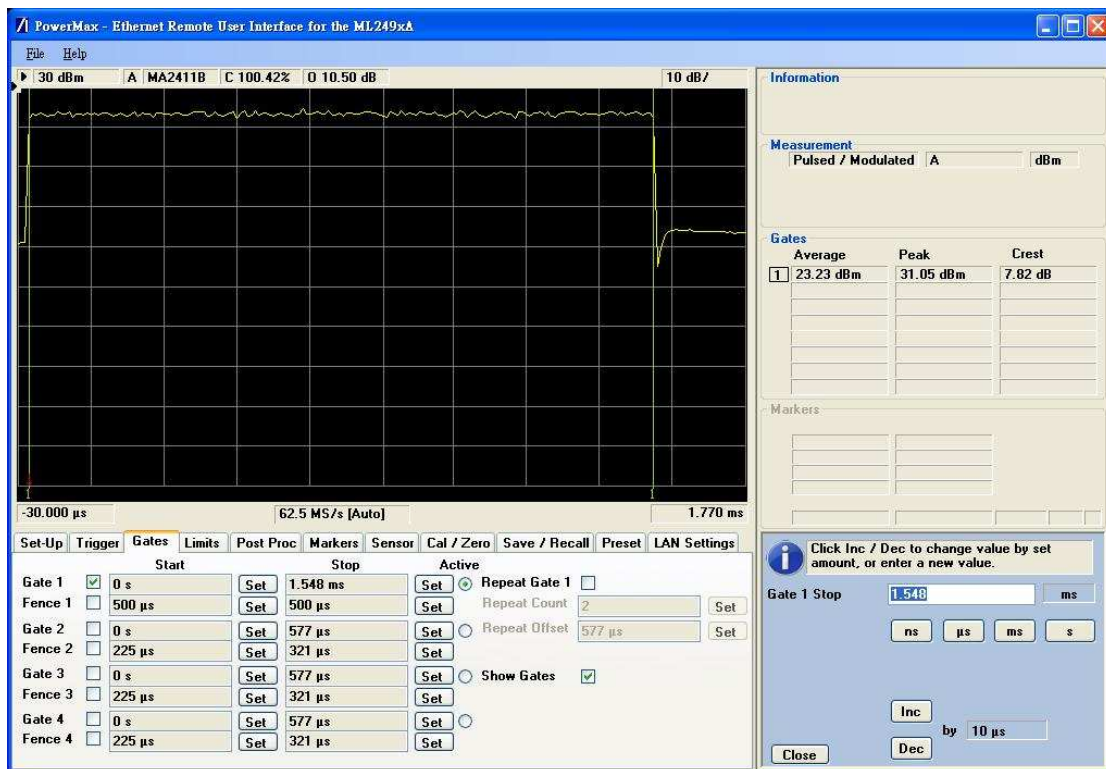 PowerMax - Ethernet Remote User Interface for the ML249xA
File Help
30 dBm A MA2411B C 100.42% O 10.50 dB 10 dB/
1 1
-30.000 µs 62.5 MS/s [Auto] 1.770 ms
Information
Measurement
Pulsed / Modulated A dBm
Gates
Average Peak Crest
1 23.23 dBm 31.05 dBm 7.82 dB
Markers
Set-Up Trigger Gates Limits Post Proc Markers Sensor Cal / Zero Save / Recall Preset LAN Settings
Start Stop Active
Gate 1 0 s Set 1.548 ms Set Repeat Gate 1
Fence 1 500 µs Set 500 µs Set Repeat Count 2 Set
Gate 2 0 s Set 577 µs Set Repeat Offset 577 µs Set
Fence 2 225 µs Set 321 µs Set
Gate 3 0 s Set 577 µs Set Show Gates
Fence 3 225 µs Set 321 µs Set
Gate 4 0 s Set 577 µs Set
Fence 4 225 µs Set 321 µs Set
Click Inc / Dec to change value by set
amount, or enter a new value.
Gate 1 Stop 1.548 ms
ns µs ms s
Inc
by 10 µs
Close Dec